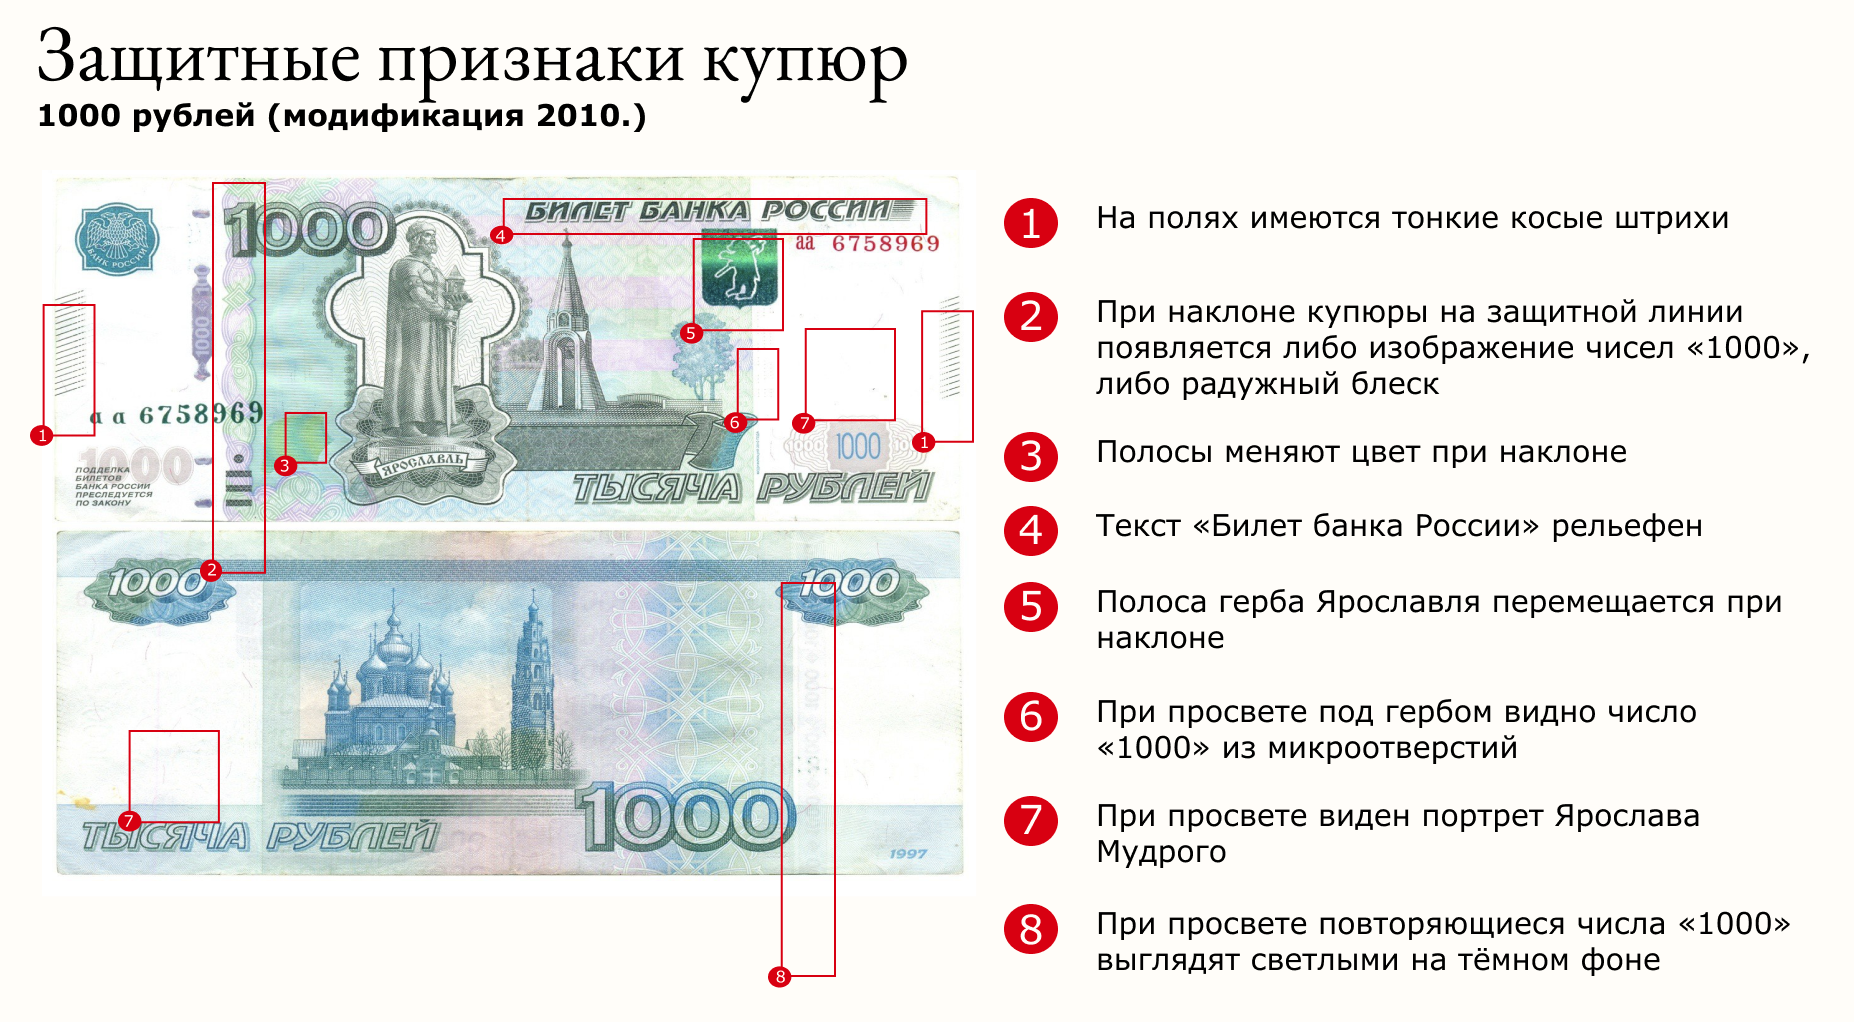 Защитные признаки купюр
1000 рублей (модификация 2010.)
БАНК РОССИИ
1000
БИЛЕТ БАНКА РОССИИ
4
аа 6758969
5
1000
1
аа 6758969
3
6
7
1
1000
ПОДДЕЛКА
БИЛЕТОВ
БАНКА РОССИИ
ПРЕСЛЕДУЕТСЯ
ПО ЗАКОНУ
ЯРОСЛАВЛЬ
1000 1000
ТЫСЯЧА РУБЛЕЙ
2
1000
1000
7
ТЫСЯЧА РУБЛЕЙ
1000
1997
8
1 На полях имеются тонкие косые штрихи
2 При наклоне купюры на защитной линии
появляется либо изображение чисел «1000»,
либо радужный блеск
3 Полосы меняют цвет при наклоне
4 Текст «Билет банка России» рельефен
5 Полоса герба Ярославля перемещается при
наклоне
6 При просвете под гербом видно число
«1000» из микроотверстий
7 При просвете виден портрет Ярослава
Мудрого
8 При просвете повторяющиеся числа «1000»
выглядят светлыми на тёмном фоне